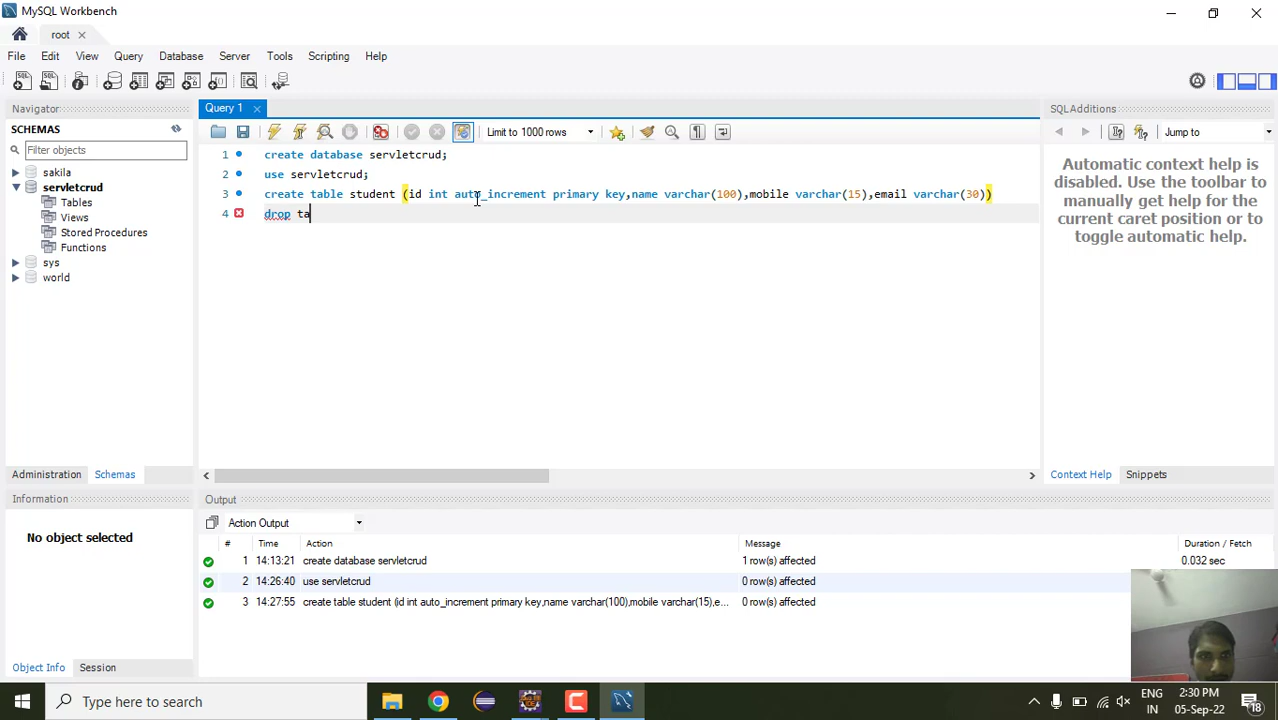 MySQL Workbench
root
File Edit View Query Database Server Tools Scripting Help
Navigator
SCHEMAS
Filter objects
sakila
servletcrud
Tables
Views
Stored Procedures
Functions
sys
world
Administration Schemas
Information
No object selected
Object Info Session
Query 1
Limit to 1000 rows
1 create database servletcrud;
2 use servletcrud;
3 create table student (id int auto_increment primary key,name varchar(100),mobile varchar(15),email varchar(30))
4 drop ta
Output
Action Output
# Time Action Message Duration / Fetch
1 14:13:21 create database servletcrud 1 row(s) affected 0.032 sec
2 14:26:40 use servletcrud 0 row(s) affected
3 14:27:55 create table student (id int auto_increment primary key,name varchar(100),mobile varchar(15),e... 0 row(s) affected
SQLAdditions
Jump to
Automatic context help is
disabled. Use the toolbar to
manually get help for the
current caret position or to
toggle automatic help.
Context Help Snippets
Type here to search
ENG
IN
2:30 PM
05-Sep-22
18